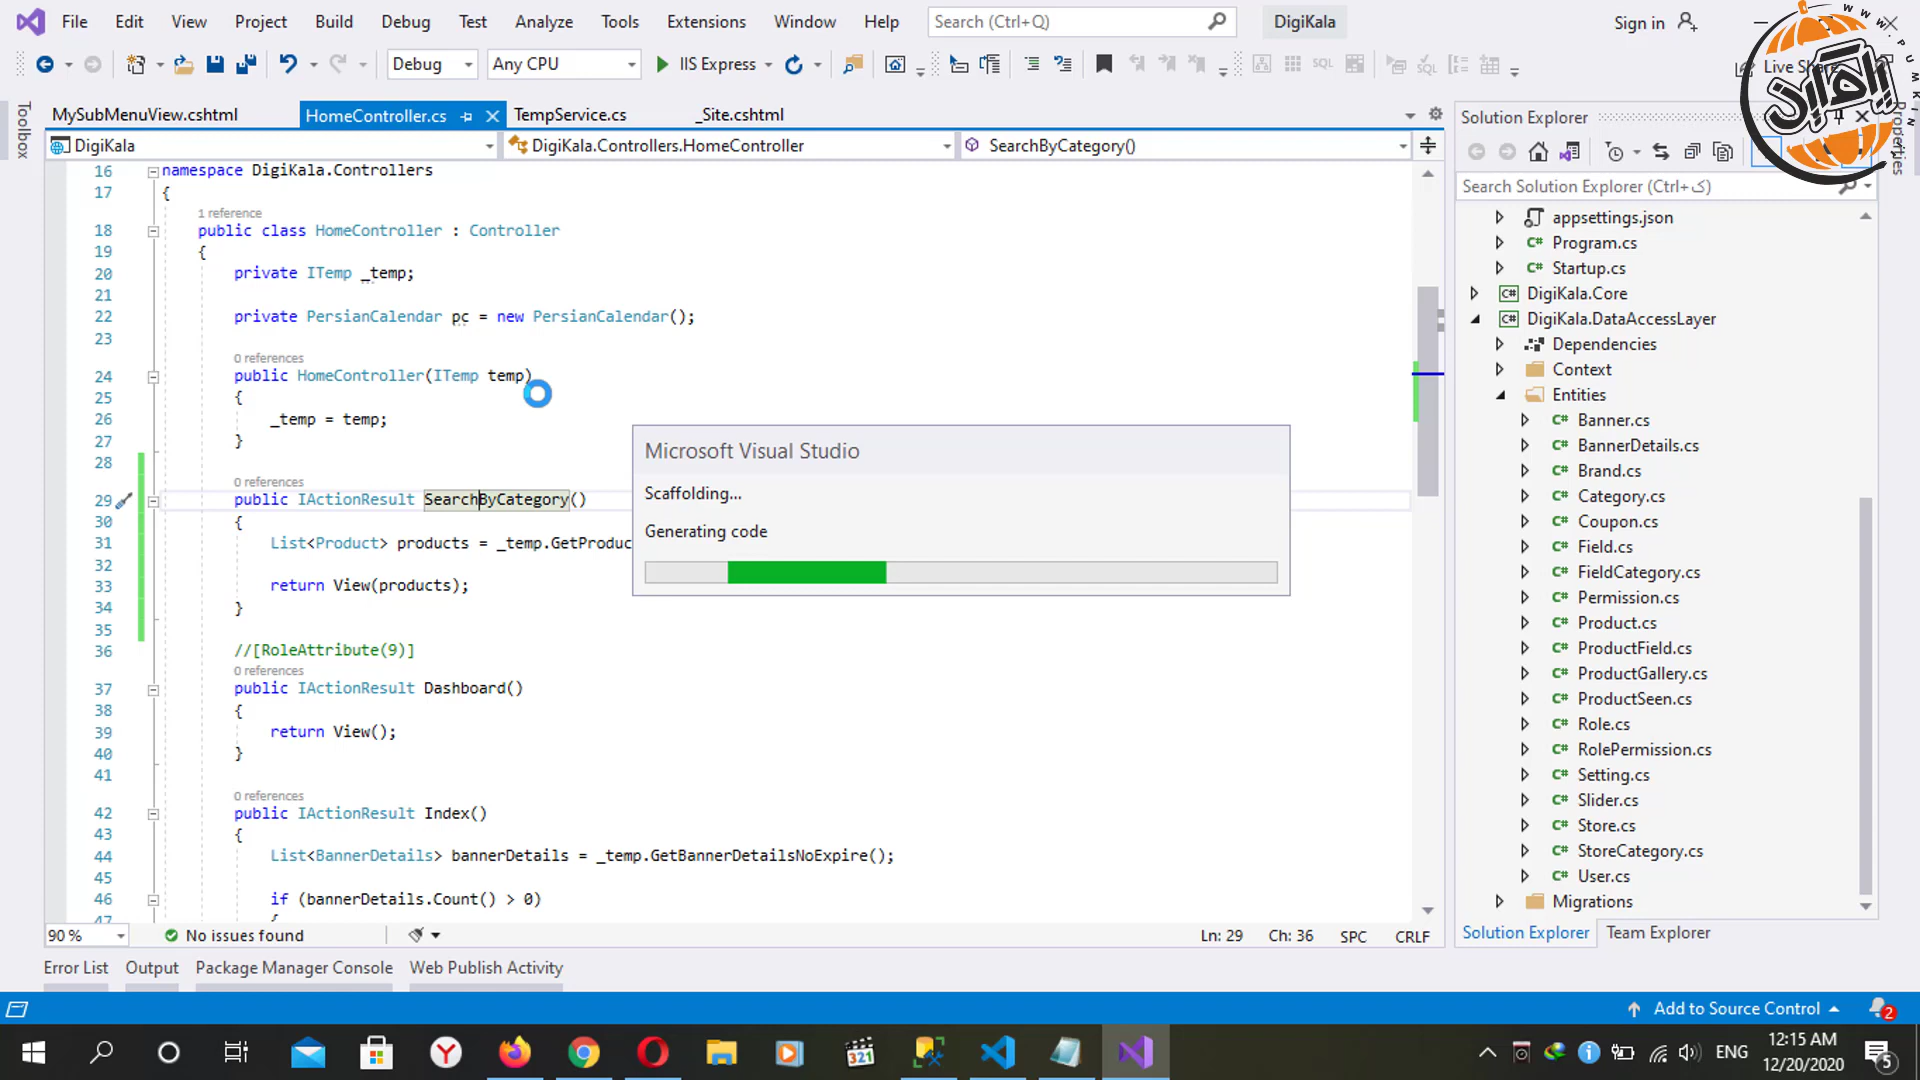 File Edit View Project Build Debug Test Analyze Tools Extensions Window Help Search (Ctrl+Q) DigiKala Sign in
Debug Any CPU IIS Express Live Share
MySubMenuView.cshtml HomeController.cs TempService.cs _Site.cshtml
DigiKala DigiKala.Controllers.HomeController SearchByCategory()
Toolbox
16 namespace DigiKala.Controllers
17 {
1 reference
18 public class HomeController : Controller
19 {
20 private ITemp _temp;
21
22 private PersianCalendar pc = new PersianCalendar();
23
0 references
24 public HomeController(ITemp temp)
25 {
26 _temp = temp;
27 }
28
0 references
29 public IActionResult SearchByCategory()
30 {
31 List<Product> products = _temp.GetProduc
32
33 return View(products);
34 }
35
36 //[RoleAttribute(9)]
0 references
37 public IActionResult Dashboard()
38 {
39 return View();
40 }
41
0 references
42 public IActionResult Index()
43 {
44 List<BannerDetails> bannerDetails = _temp.GetBannerDetailsNoExpire();
45
46 if (bannerDetails.Count() > 0)
47 {
Microsoft Visual Studio
Scaffolding...
Generating code
90 % No issues found Ln: 29 Ch: 36 SPC CRLF
Error List Output Package Manager Console Web Publish Activity
Solution Explorer
Search Solution Explorer (Ctrl+ک)
appsettings.json
Program.cs
Startup.cs
DigiKala.Core
DigiKala.DataAccessLayer
Dependencies
Context
Entities
Banner.cs
BannerDetails.cs
Brand.cs
Category.cs
Coupon.cs
Field.cs
FieldCategory.cs
Permission.cs
Product.cs
ProductField.cs
ProductGallery.cs
ProductSeen.cs
Role.cs
RolePermission.cs
Setting.cs
Slider.cs
Store.cs
StoreCategory.cs
User.cs
Migrations
Solution Explorer Team Explorer
Properties
Add to Source Control 2
ENG 12:15 AM
12/20/2020 5
321